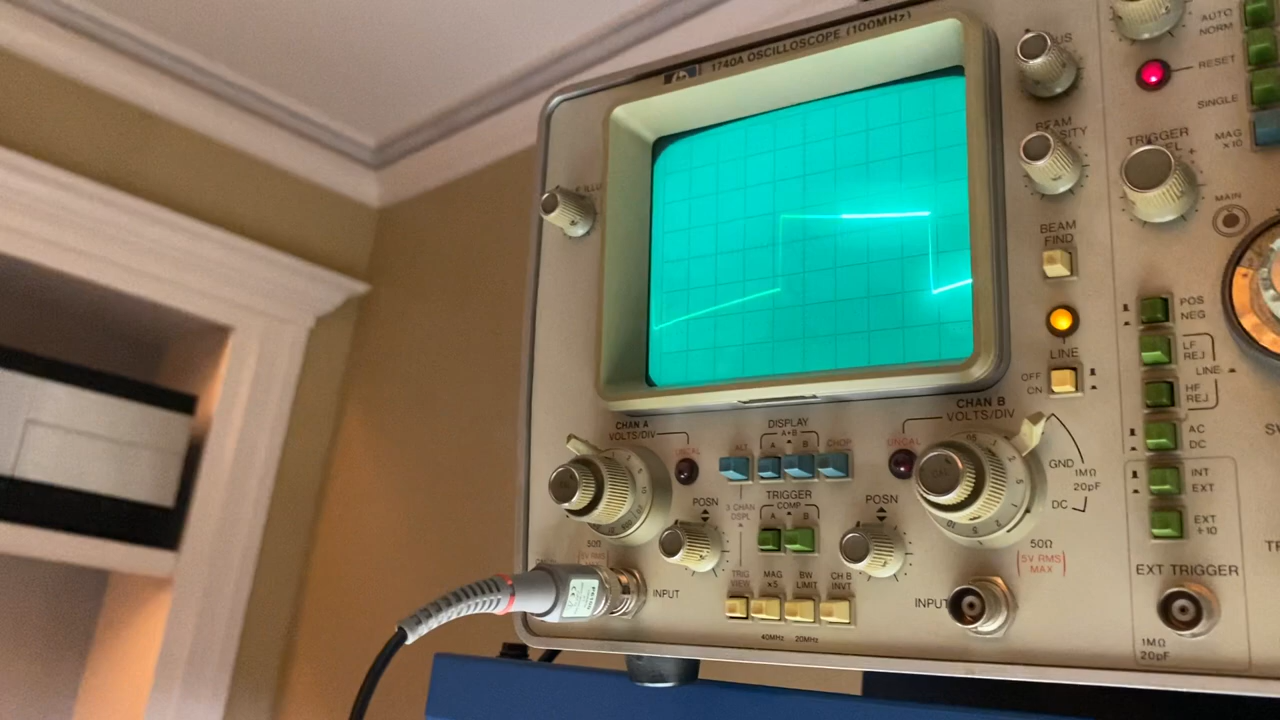 hp 1740A OSCILLOSCOPE (100MHz)
AUTO
NORM
RESET
SINGLE
MAG
X10
BEAM
TRIGGER
MAIN
BEAM
FIND
LINE
OFF
ON
POS
NEG
LF
REJ
LINE
HF
REJ
AC
DC
INT
EXT
EXT
÷10
EXT TRIGGER
1MΩ
20pF
CHAN A
VOLTS/DIV
UNCAL
DISPLAY
A+B
ALT A B CHOP
CHAN B
VOLTS/DIV
UNCAL
GND
1MΩ
20pF
DC
POSN
3 CHAN
DSPL
TRIGGER
COMP
A B
POSN
50Ω
50Ω
5V RMS
MAX
TRIG
VIEW
MAG
X5
BW
LIMIT
CH B
INVT
INPUT
INPUT
40MHz 20MHz